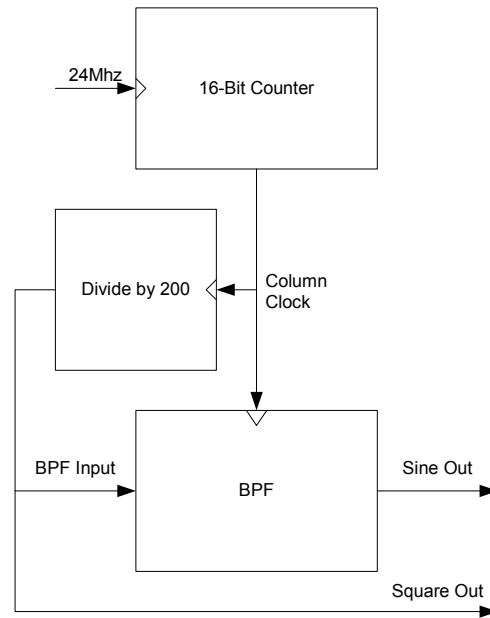 24Mhz
16-Bit Counter
Divide by 200
Column
Clock
BPF Input
BPF
Sine Out
Square Out